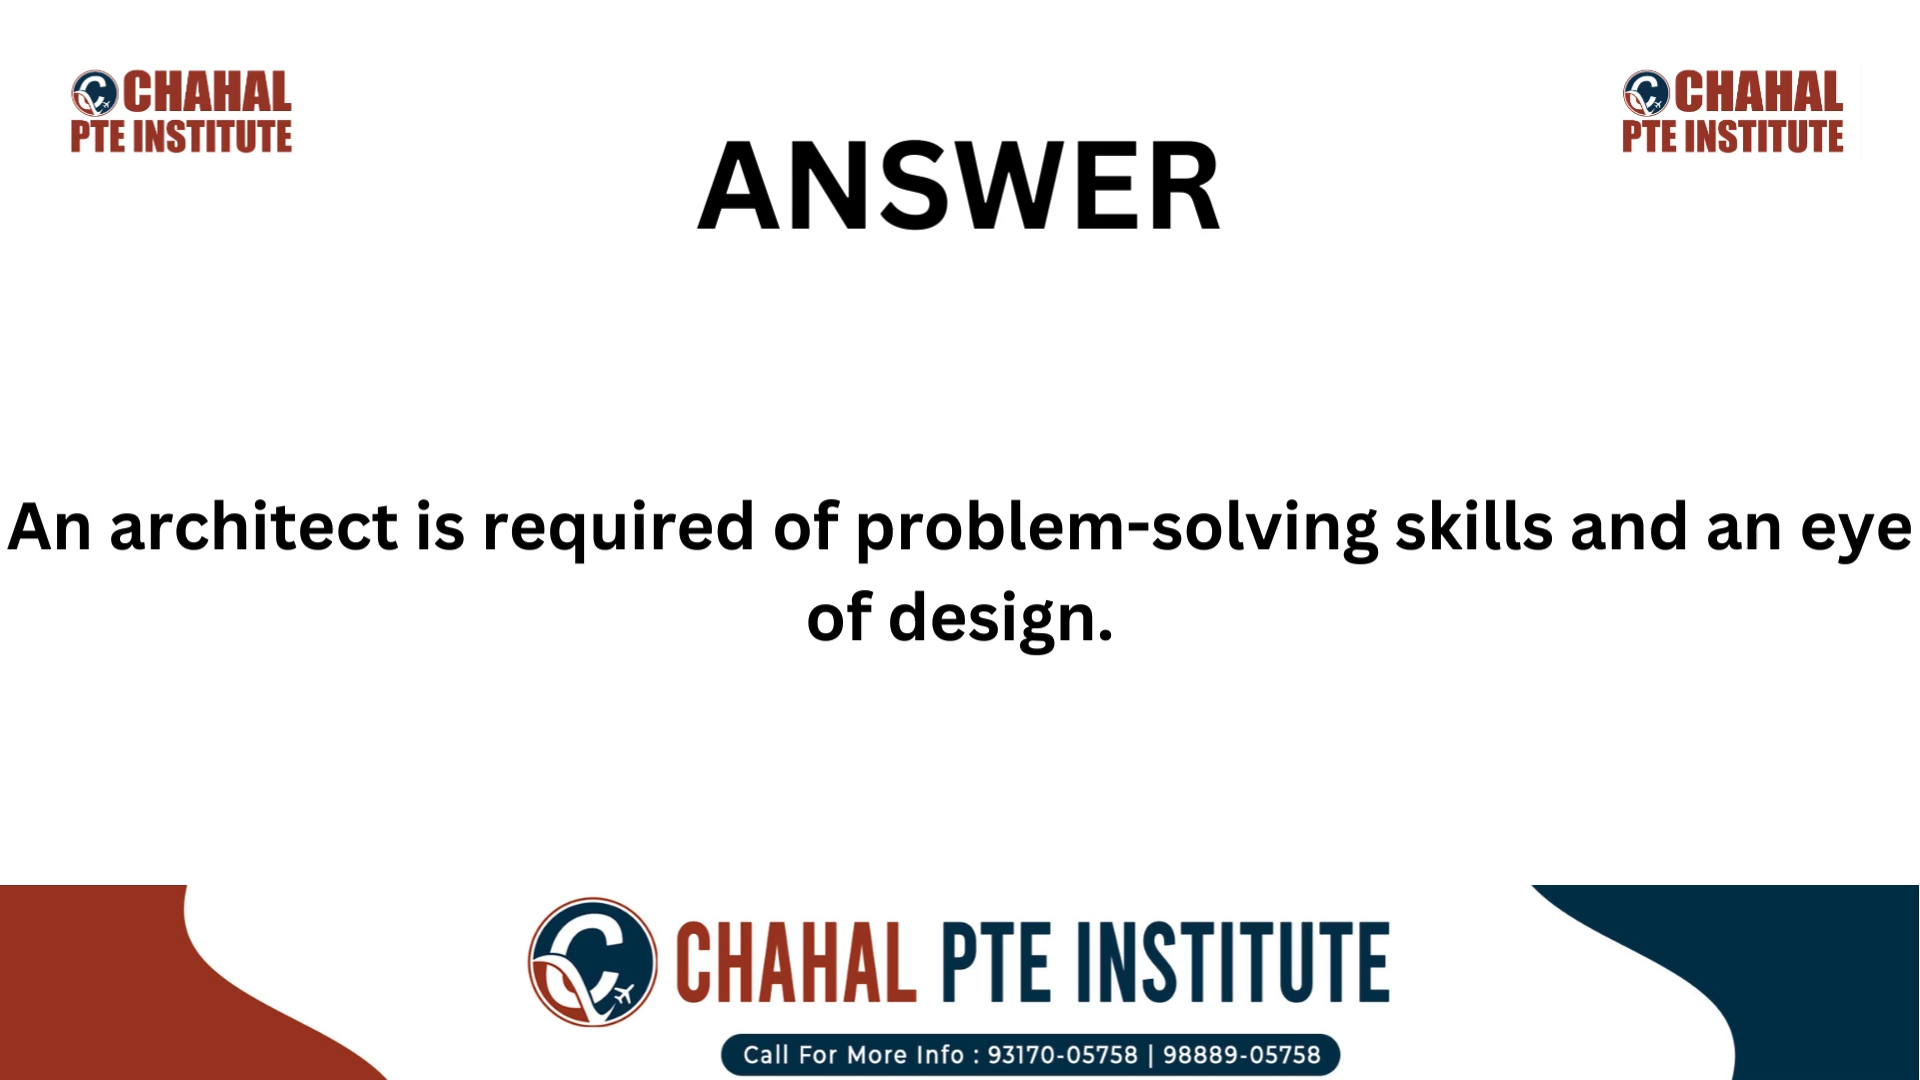 CHAHAL
PTE INSTITUTE
CHAHAL
PTE INSTITUTE
ANSWER
An architect is required of problem-solving skills and an eye
of design.
CHAHAL PTE INSTITUTE
Call For More Info : 93170-05758 | 98889-05758